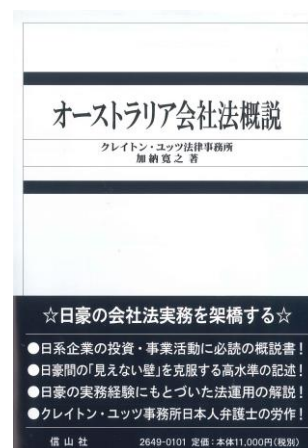 オーストラリア会社法概説
クレイトン・ユッツ法律事務所
加納寛之 著
☆日豪の会社法実務を架橋する☆
●日系企業の投資・事業活動に必読の概説書！
●日豪間の「見えない壁」を克服する高水準の記述！
●日豪の実務経験にもとづいた法運用の解説！
●クレイトン・ユッツ事務所日本人弁護士の労作！
信山社 2649-0101 定価：本体11,000円(税別)